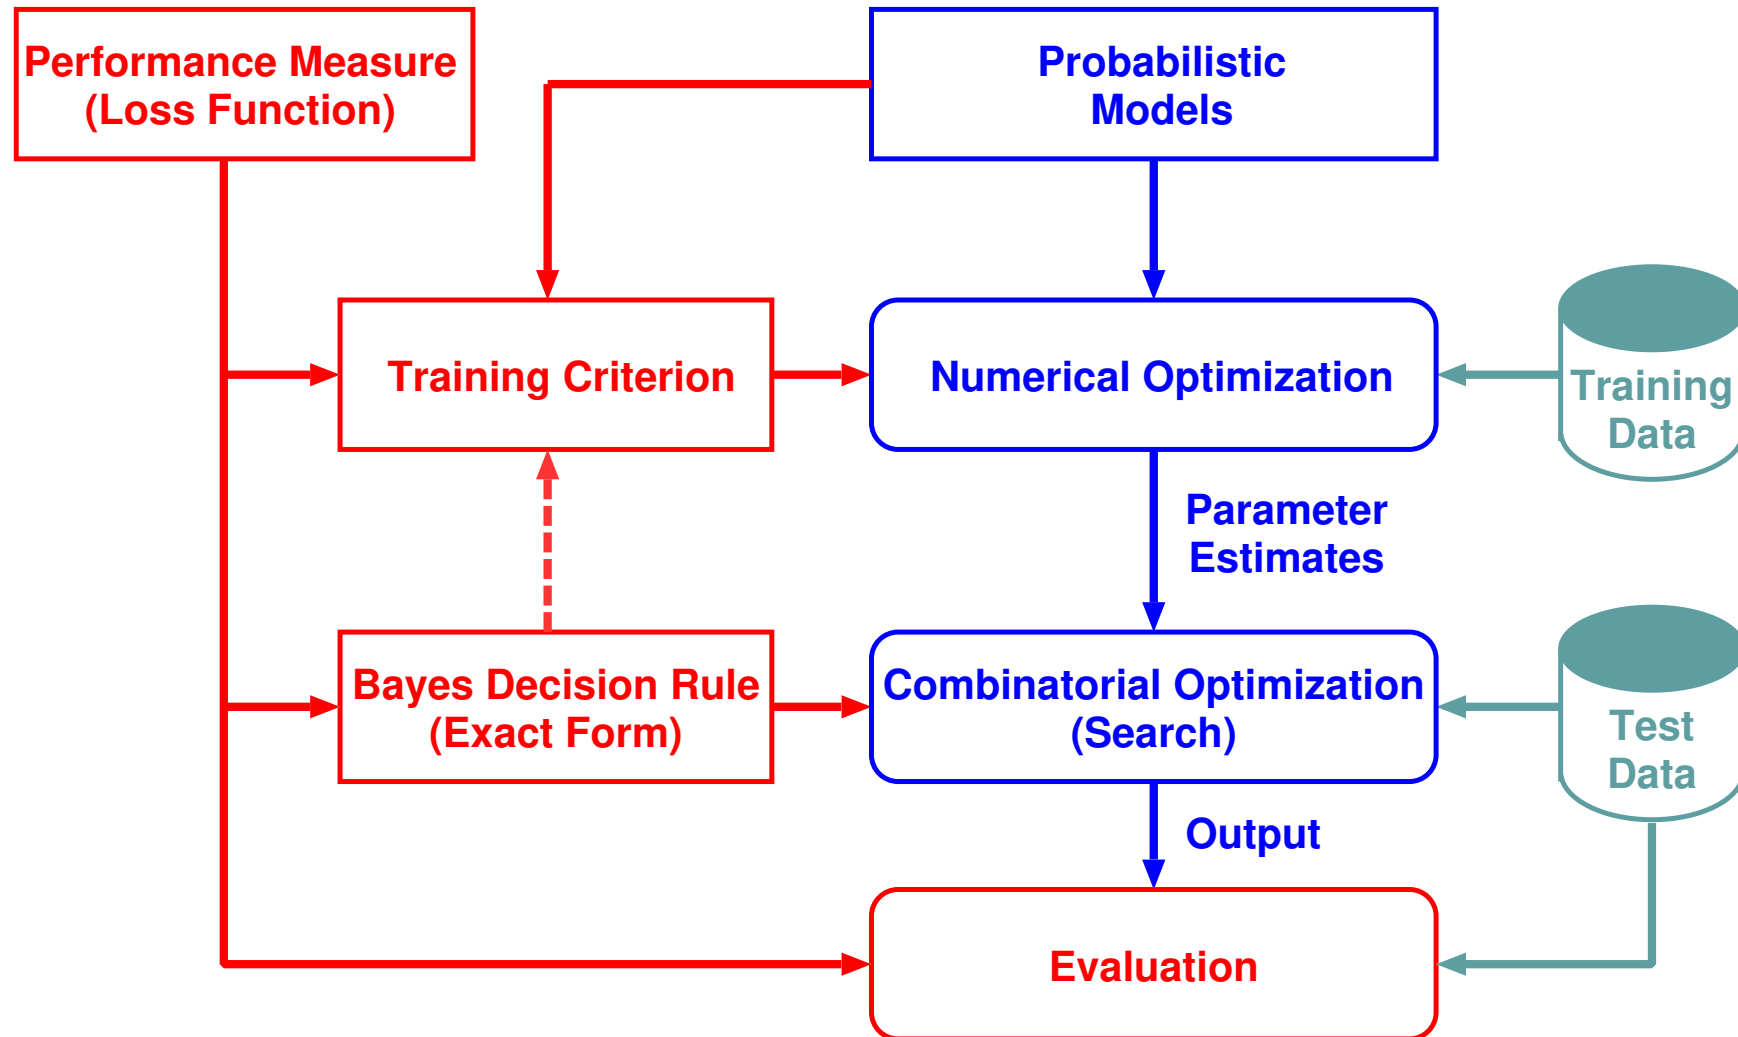 Performance Measure
(Loss Function)
Probabilistic
Models
Training Criterion
Numerical Optimization
Training
Data
Parameter
Estimates
Bayes Decision Rule
(Exact Form)
Combinatorial Optimization
(Search)
Test
Data
Output
Evaluation